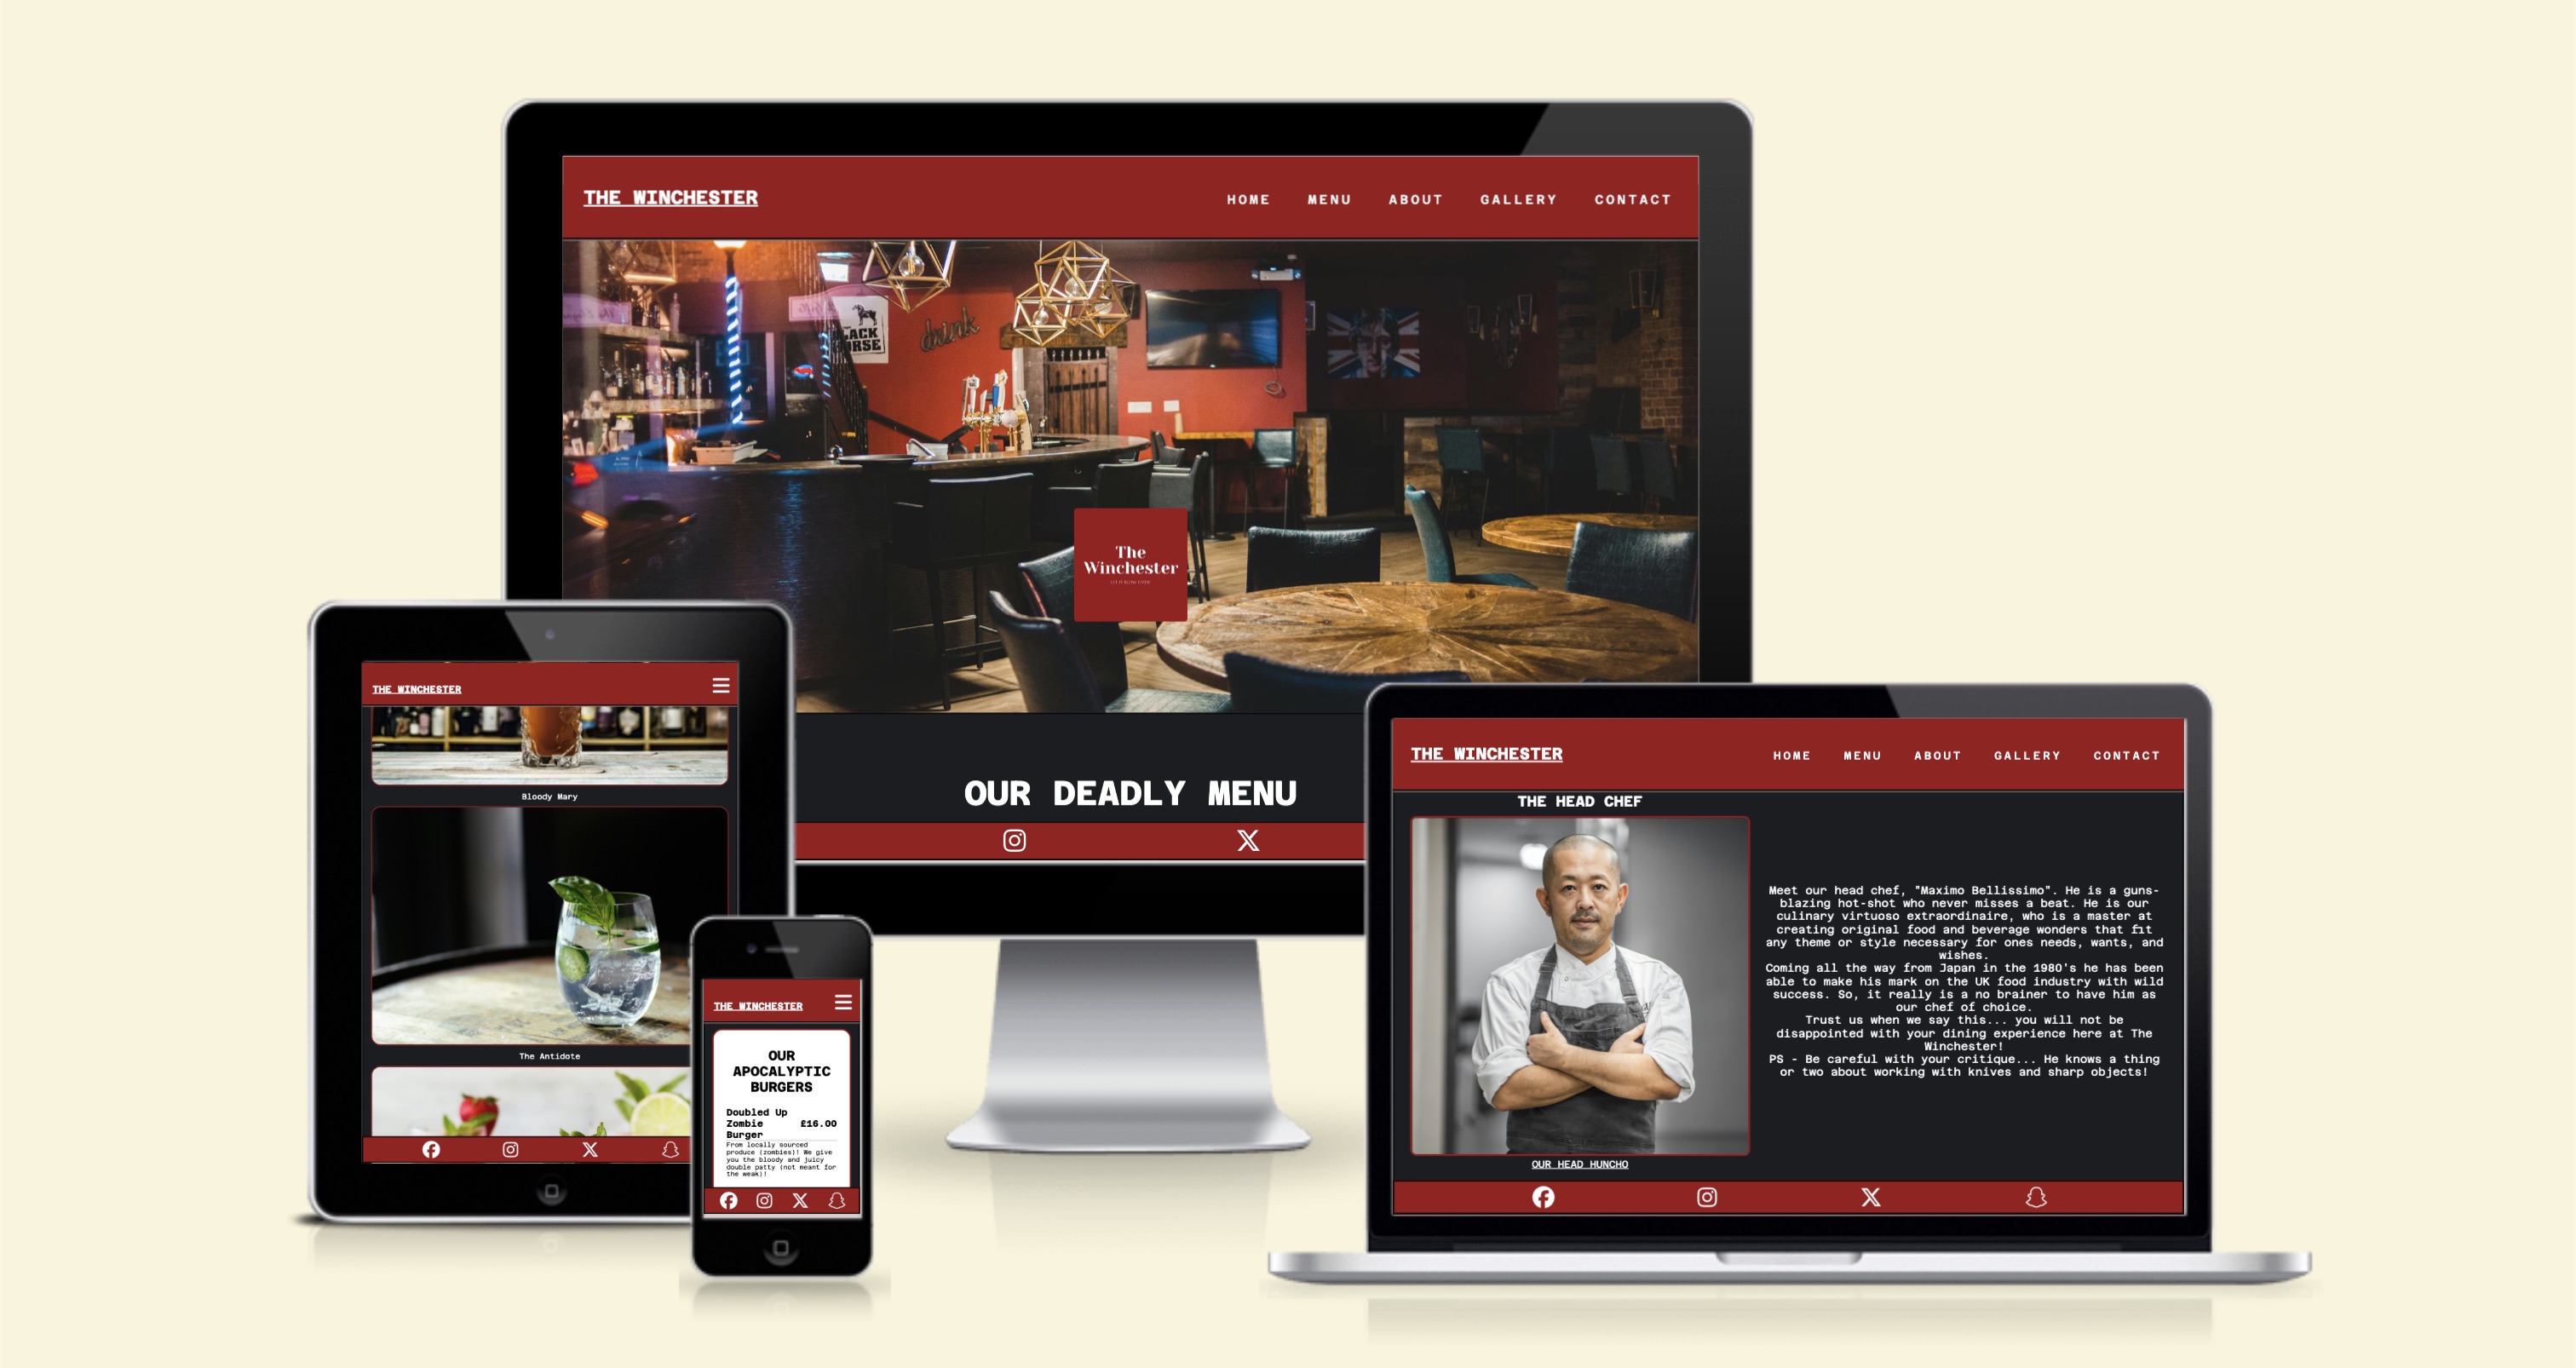 THE WINCHESTER
HOME MENU ABOUT GALLERY CONTACT
drink
The
Winchester
OUR DEADLY MENU
THE WINCHESTER
Bloody Mary
The Antidote
THE WINCHESTER
OUR
APOCALYPTIC
BURGERS
Doubled Up
Zombie £16.00
Burger
From locally sourced
produce (zombies)! We give
you the bloody and juicy
double patty (not meant for
the weak)!
THE WINCHESTER
HOME MENU ABOUT GALLERY CONTACT
THE HEAD CHEF
Meet our head chef, "Maximo Bellissimo". He is a guns-
blazing hot-shot who never misses a beat. He is our
culinary virtuoso extraordinaire, who is a master at
creating original food and beverage wonders that fit
any theme or style necessary for ones needs, wants, and
wishes.
Coming all the way from Japan in the 1980's he has been
able to make his mark on the UK food industry with wild
success. So, it really is a no brainer to have him as
our chef of choice.
Trust us when we say this... you will not be
disappointed with your dining experience here at The
Winchester!
PS - Be careful with your critique... He knows a thing
or two about working with knives and sharp objects!
OUR HEAD HUNCHO